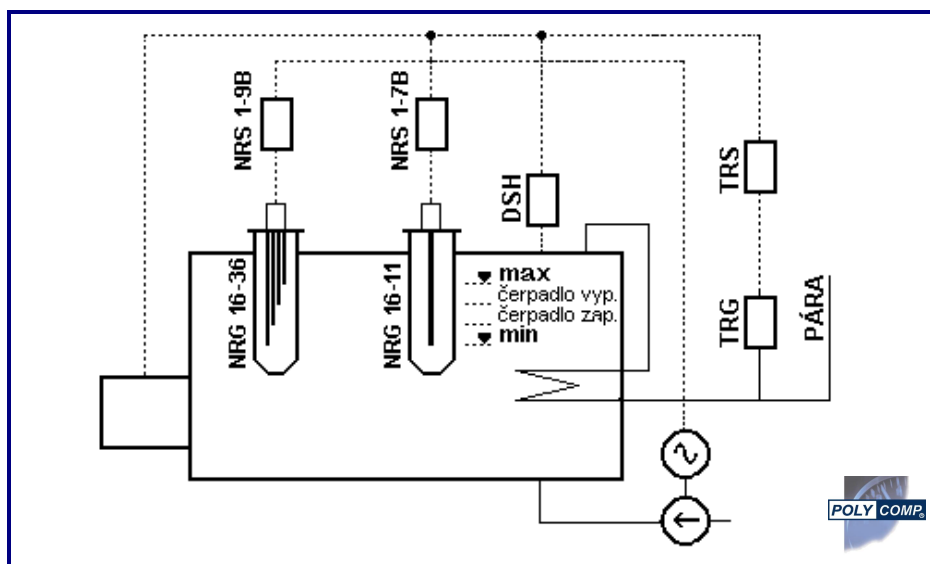 NRS 1-9B
NRS 1-7B
DSH
TRS
NRG 16-36
NRG 16-11
max
čerpadlo vyp.
čerpadlo zap.
min
TRG
PÁRA
POLY COMP®